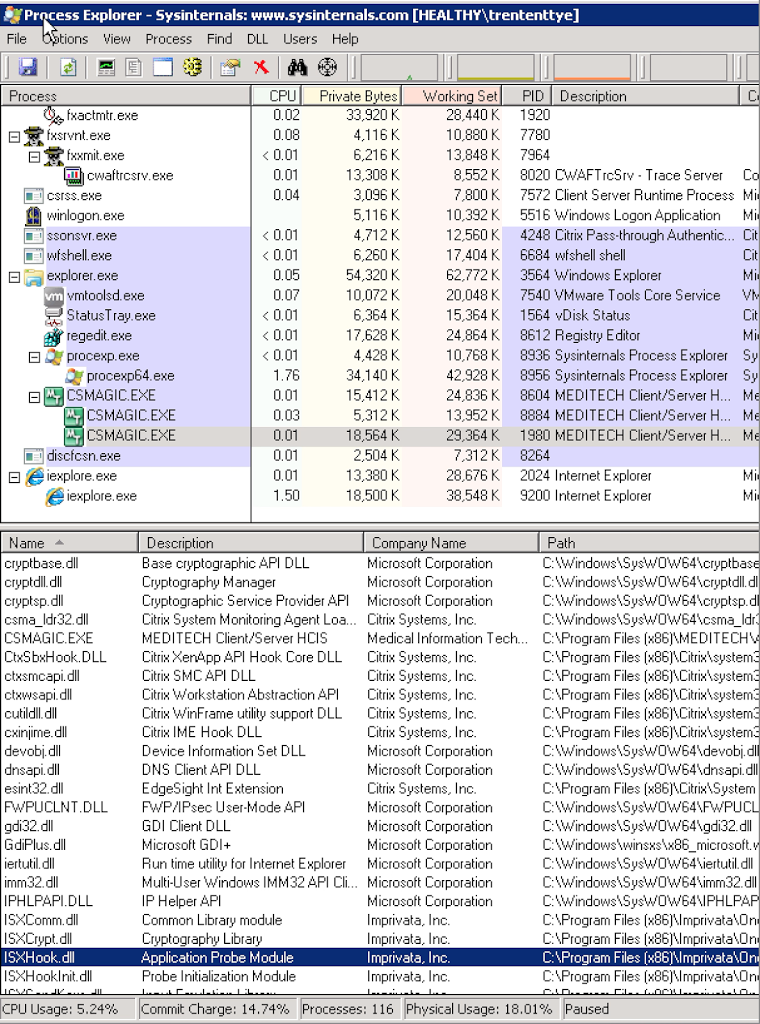 Process Explorer - Sysinternals: www.sysinternals.com [HEALTHY\trententtye]
File Options View Process Find DLL Users Help
Process CPU Private Bytes Working Set PID Description
fxactmtr.exe 0.02 33,920 K 28,440 K 1920
fxsrvnt.exe 0.08 4,116 K 10,880 K 7780
fxxmit.exe < 0.01 6,216 K 13,848 K 7964
cwaftrcsrv.exe 0.01 13,308 K 8,552 K 8020 CWAFTrcSrv - Trace Server Co
csrss.exe 0.04 3,096 K 7,800 K 7572 Client Server Runtime Process Mi
winlogon.exe 5,116 K 10,392 K 5516 Windows Logon Application Mi
ssonsvr.exe < 0.01 4,712 K 12,560 K 4248 Citrix Pass-through Authentic... Cit
wfshell.exe < 0.01 6,260 K 17,404 K 6684 wfshell shell Cit
explorer.exe 0.05 54,320 K 62,772 K 3564 Windows Explorer Mi
vmtoolsd.exe 0.07 10,072 K 20,048 K 7540 VMware Tools Core Service VM
StatusTray.exe < 0.01 6,364 K 15,364 K 1564 vDisk Status Cit
regedit.exe < 0.01 17,628 K 24,864 K 8612 Registry Editor Mi
procexp.exe < 0.01 4,428 K 10,768 K 8936 Sysinternals Process Explorer Sy
procexp64.exe 1.76 34,140 K 42,928 K 8956 Sysinternals Process Explorer Sy
CSMAGIC.EXE 0.01 15,412 K 24,836 K 8604 MEDITECH Client/Server H... Me
CSMAGIC.EXE 0.03 5,312 K 13,952 K 8884 MEDITECH Client/Server H... Me
CSMAGIC.EXE 0.01 18,564 K 29,364 K 1980 MEDITECH Client/Server H... Me
discfcsn.exe 0.01 2,504 K 7,312 K 8264
iexplore.exe 0.01 13,380 K 28,676 K 2024 Internet Explorer Mi
iexplore.exe 1.50 18,500 K 38,548 K 9200 Internet Explorer Mi
Name Description Company Name Path
cryptbase.dll Base cryptographic API DLL Microsoft Corporation C:\Windows\SysWOW64\cryptbase
cryptdll.dll Cryptography Manager Microsoft Corporation C:\Windows\SysWOW64\cryptdll.dl
cryptsp.dll Cryptographic Service Provider API Microsoft Corporation C:\Windows\SysWOW64\cryptsp.dl
csma_ldr32.dll Citrix System Monitoring Agent Loa... Citrix Systems, Inc. C:\Windows\SysWOW64\csma_ldr3
CSMAGIC.EXE MEDITECH Client/Server HCIS Medical Information Tech... C:\Program Files (x86)\MEDITECH\
CtxSbxHook.DLL Citrix XenApp API Hook Core DLL Citrix Systems, Inc. C:\Program Files (x86)\Citrix\system3
ctxsmcapi.dll Citrix SMC API DLL Citrix Systems, Inc. C:\Program Files (x86)\Citrix\system3
ctxwsapi.dll Citrix Workstation Abstraction API Citrix Systems, Inc. C:\Program Files (x86)\Citrix\system3
cutildll.dll Citrix WinFrame utility support DLL Citrix Systems, Inc. C:\Program Files (x86)\Citrix\system3
cxinjime.dll Citrix IME Hook DLL Citrix Systems, Inc. C:\Program Files (x86)\Citrix\system3
devobj.dll Device Information Set DLL Microsoft Corporation C:\Windows\SysWOW64\devobj.dll
dnsapi.dll DNS Client API DLL Microsoft Corporation C:\Windows\SysWOW64\dnsapi.dll
esint32.dll EdgeSight Int Extension Citrix Systems, Inc. C:\Program Files (x86)\Citrix\System
FWPUCLNT.DLL FWP/IPsec User-Mode API Microsoft Corporation C:\Windows\SysWOW64\FWPUCL
gdi32.dll GDI Client DLL Microsoft Corporation C:\Windows\SysWOW64\gdi32.dll
GdiPlus.dll Microsoft GDI+ Microsoft Corporation C:\Windows\winsxs\x86_microsoft.w
iertutil.dll Run time utility for Internet Explorer Microsoft Corporation C:\Windows\SysWOW64\iertutil.dll
imm32.dll Multi-User Windows IMM32 API Cli... Microsoft Corporation C:\Windows\SysWOW64\imm32.dll
IPHLPAPI.DLL IP Helper API Microsoft Corporation C:\Windows\SysWOW64\IPHLPAP
ISXComm.dll Common Library module Imprivata, Inc. C:\Program Files (x86)\Imprivata\One
ISXCrypt.dll Cryptography Library Imprivata, Inc. C:\Program Files (x86)\Imprivata\One
ISXHook.dll Application Probe Module Imprivata, Inc. C:\Program Files (x86)\Imprivata\One
ISXHookInit.dll Probe Initialization Module Imprivata, Inc. C:\Program Files (x86)\Imprivata\One
CPU Usage: 5.24% Commit Charge: 14.74% Processes: 116 Physical Usage: 18.01% Paused